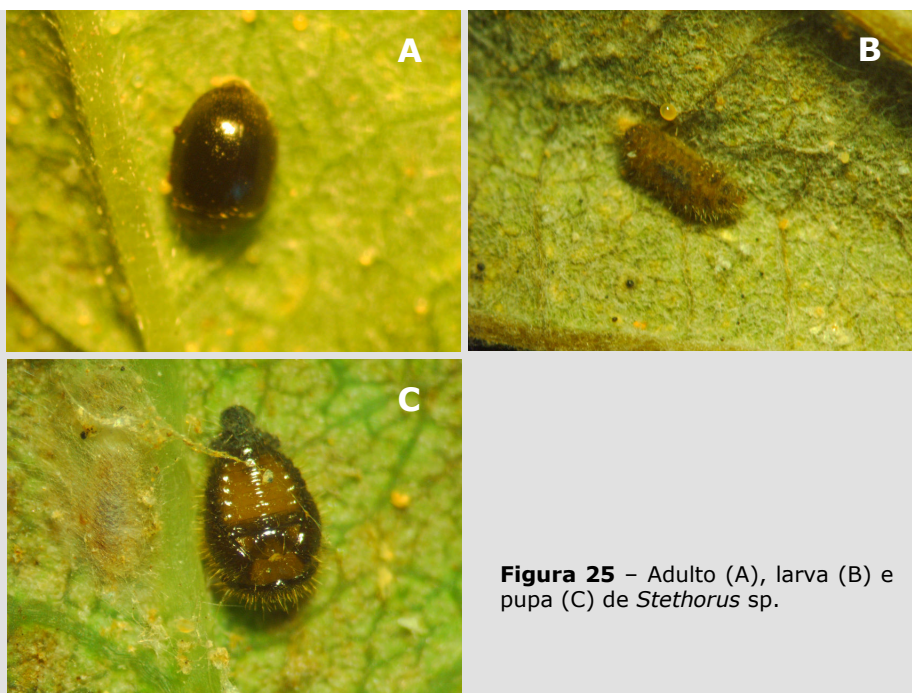 A
B
C
Figura 25 – Adulto (A), larva (B) e
pupa (C) de Stethorus sp.